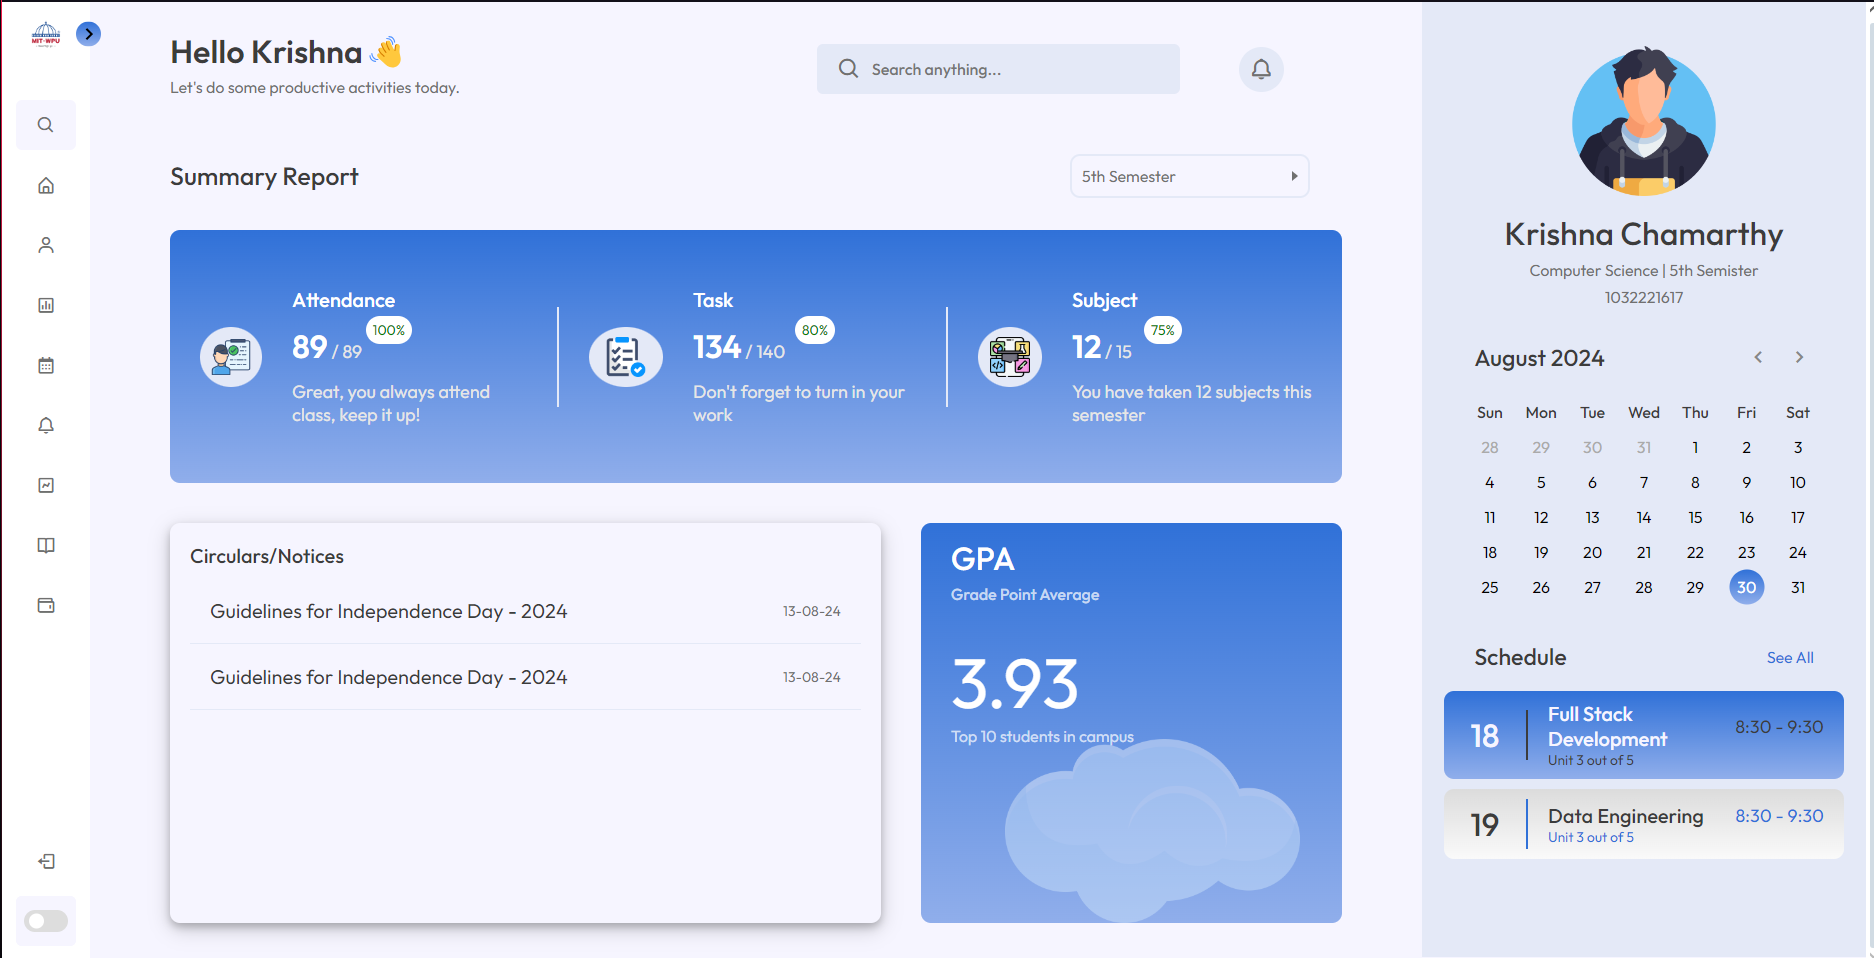 MIT-WPU
Hello Krishna 👋
Let's do some productive activities today.
Search anything...
Summary Report
5th Semester
Attendance
89 / 89
100%
Great, you always attend
class, keep it up!
Task
134 / 140
80%
Don't forget to turn in your
work
Subject
12 / 15
75%
You have taken 12 subjects this
semester
Circulars/Notices
Guidelines for Independence Day - 2024 13-08-24
Guidelines for Independence Day - 2024 13-08-24
GPA
Grade Point Average
3.93
Top 10 students in campus
Krishna Chamarthy
Computer Science | 5th Semister
1032221617
August 2024
Sun Mon Tue Wed Thu Fri Sat
28 29 30 31 1 2 3
4 5 6 7 8 9 10
11 12 13 14 15 16 17
18 19 20 21 22 23 24
25 26 27 28 29 30 31
Schedule See All
18
Full Stack
Development
Unit 3 out of 5
8:30 - 9:30
19
Data Engineering
Unit 3 out of 5
8:30 - 9:30